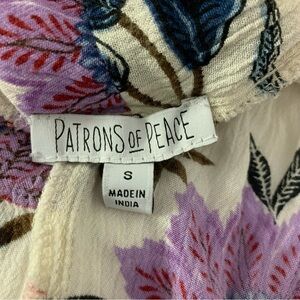 PATRONS OF PEACE
S
MADE IN
INDIA